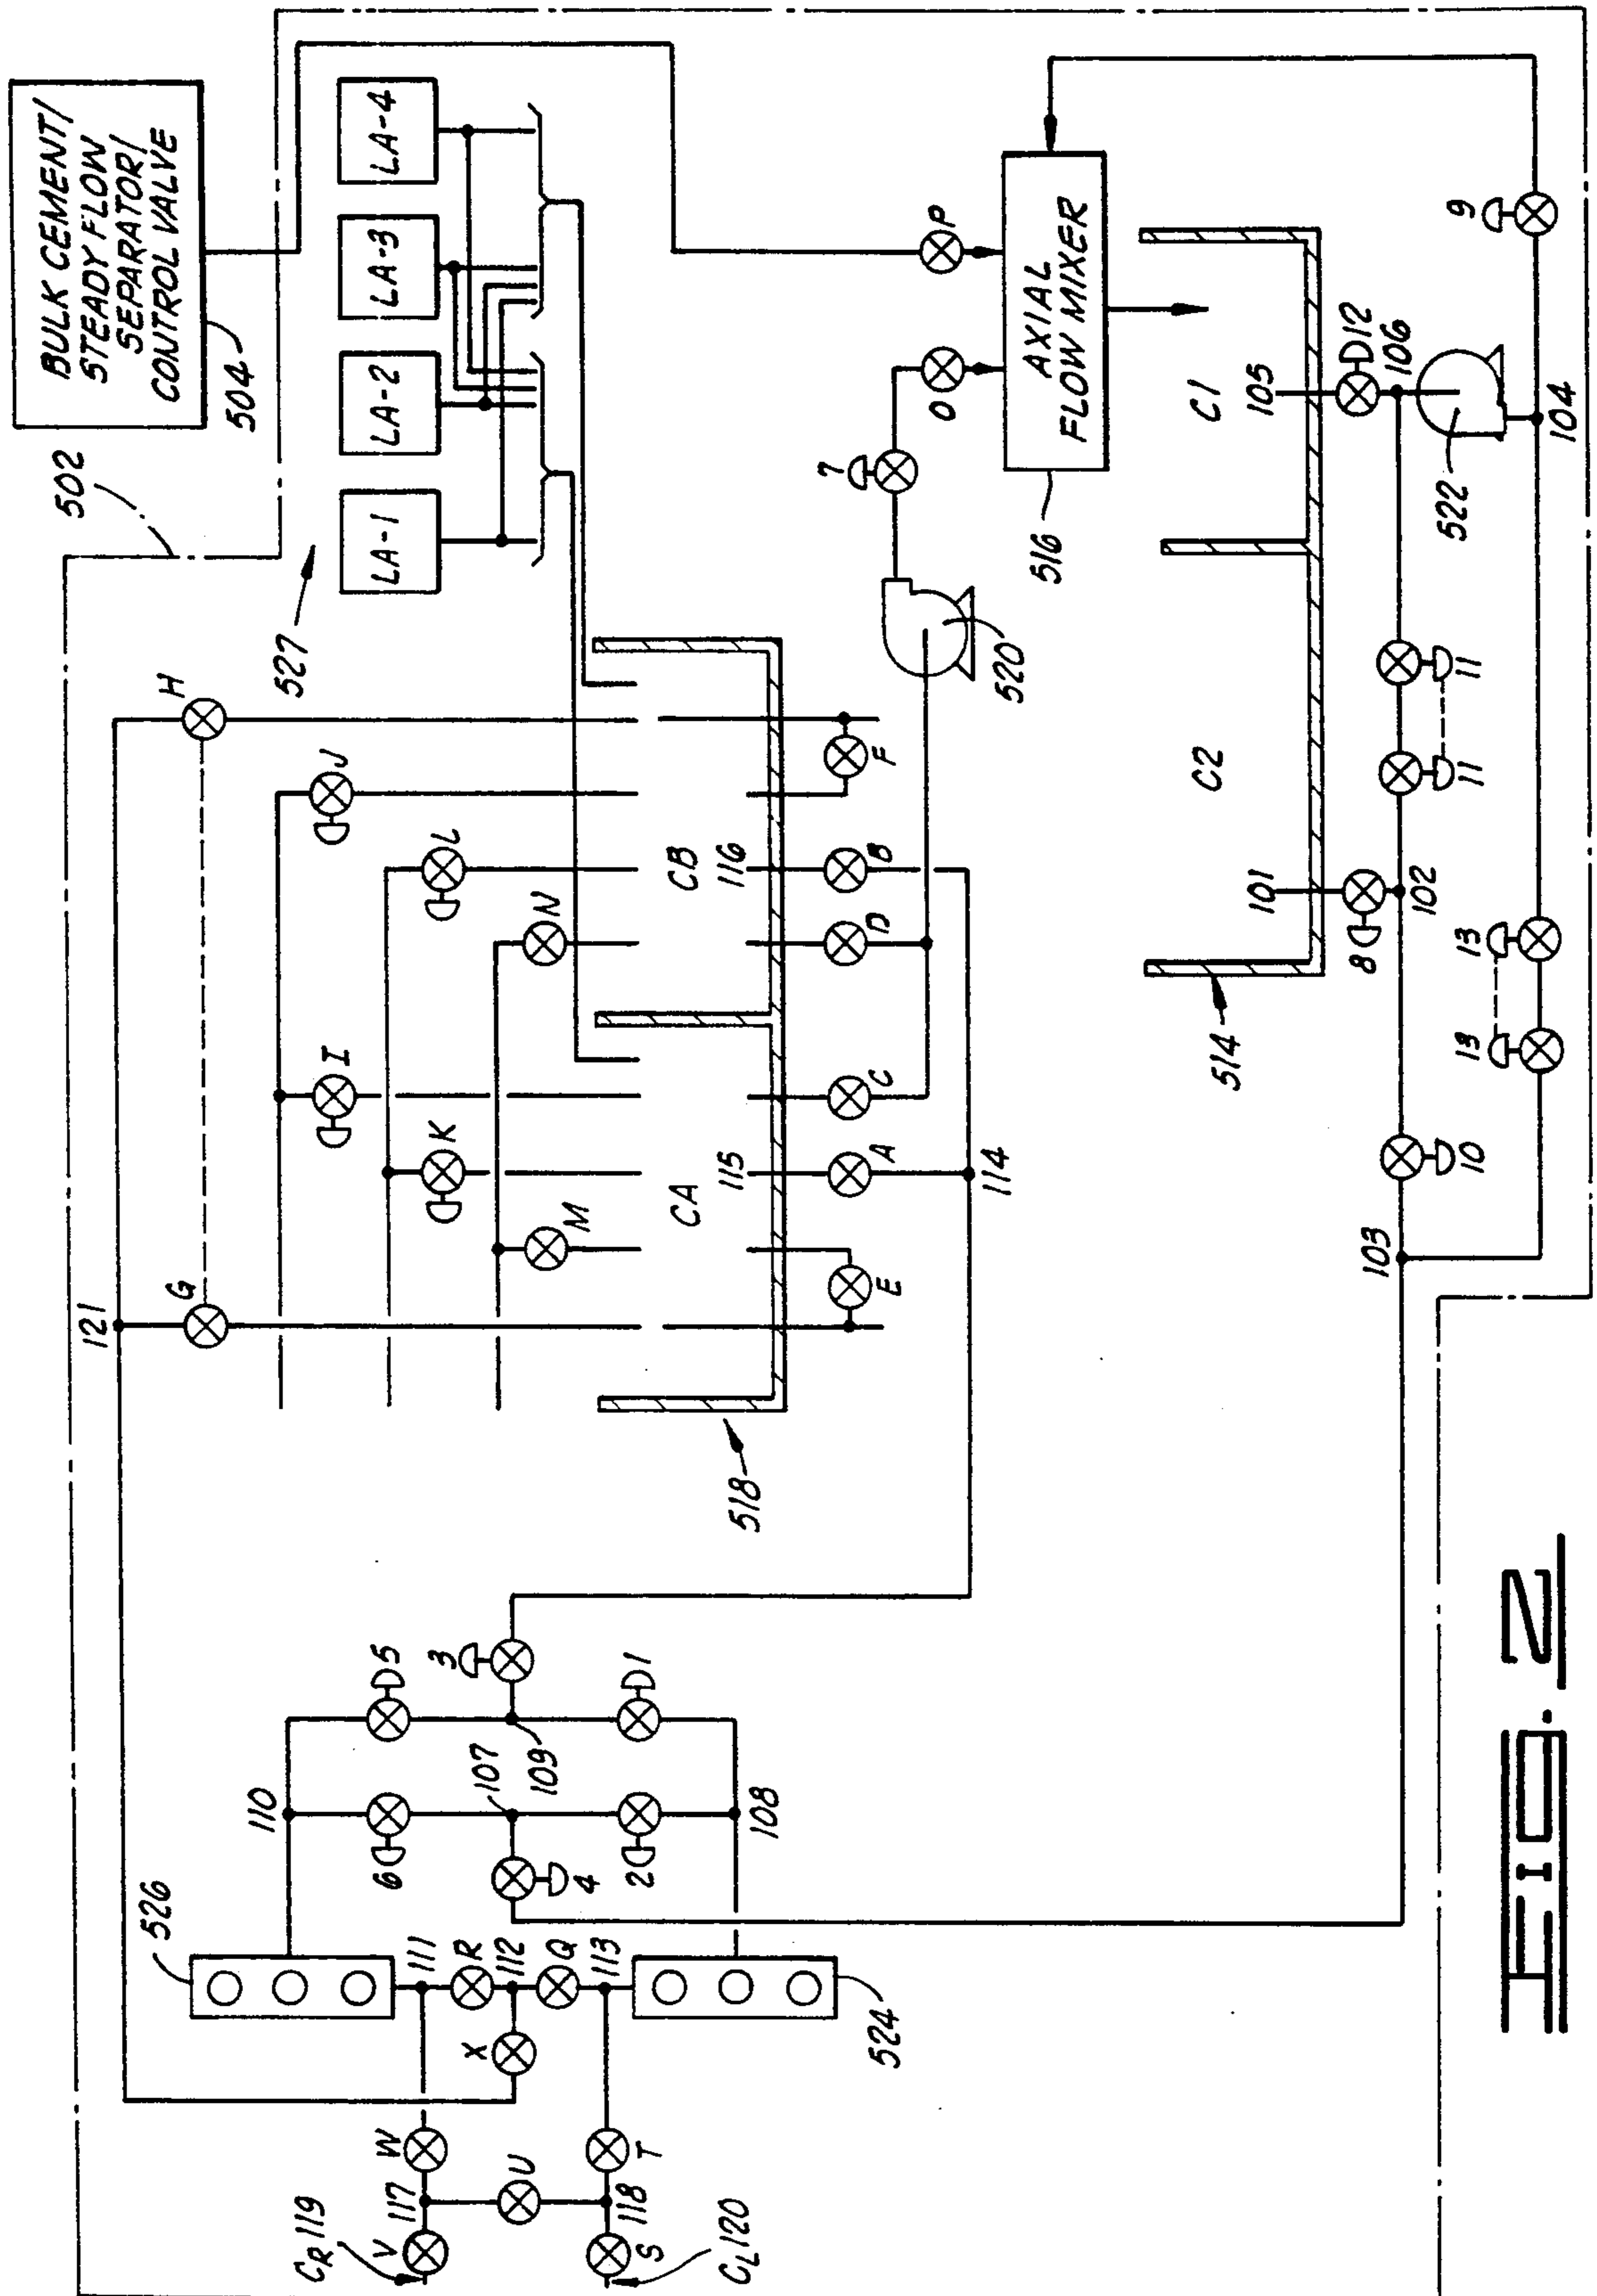 BULK CEMENT/
STEADY FLOW
SEPARATOR/
CONTROL VALVE
504
502
LA-1
LA-2
LA-3
LA-4
527
121
G
H
I
J
K
L
M
N
CA
CB
115
116
E
A
C
D
B
F
114
518
520
7
O
P
AXIAL
FLOW MIXER
516
C1
C2
105
101
D12
106
8
102
11
11
522
104
9
514
10
103
13
13
3
5
1
109
107
110
108
6
2
4
526
524
111
R
112
Q
113
X
W
T
U
117
118
V
S
CR 119
CL 120
FIG. 2